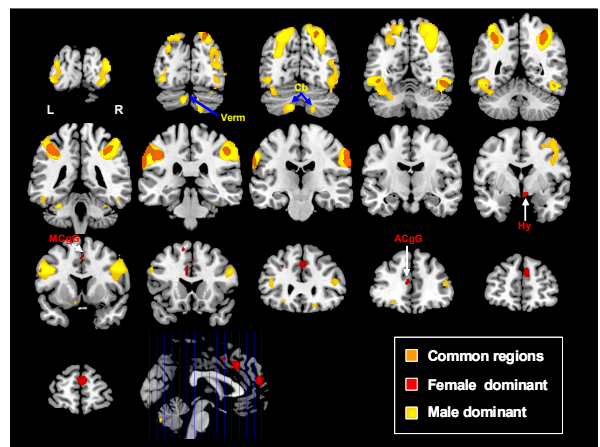 L R
Verm
Cb
Hy
MCgG
ACgG
Common regions
Female dominant
Male dominant